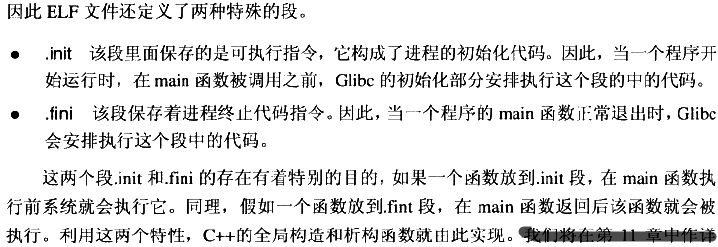 因此 ELF 文件还定义了两种特殊的段。
● .init 该段里面保存的是可执行指令，它构成了进程的初始化代码。因此，当一个程序开
始运行时，在 main 函数被调用之前，Glibc 的初始化部分安排执行这个段的中的代码。
● .fini 该段保存着进程终止代码指令。因此，当一个程序的 main 函数正常退出时，Glibc
会安排执行这个段中的代码。
这两个段.init 和.fini 的存在有着特别的目的，如果一个函数放到.init 段，在 main 函数执
行前系统就会执行它。同理，假如一个函数放到.fint 段，在 main 函数返回后该函数就会被
执行。利用这两个特性，C++的全局构造和析构函数就由此实现。我们将在第 11 章中作详